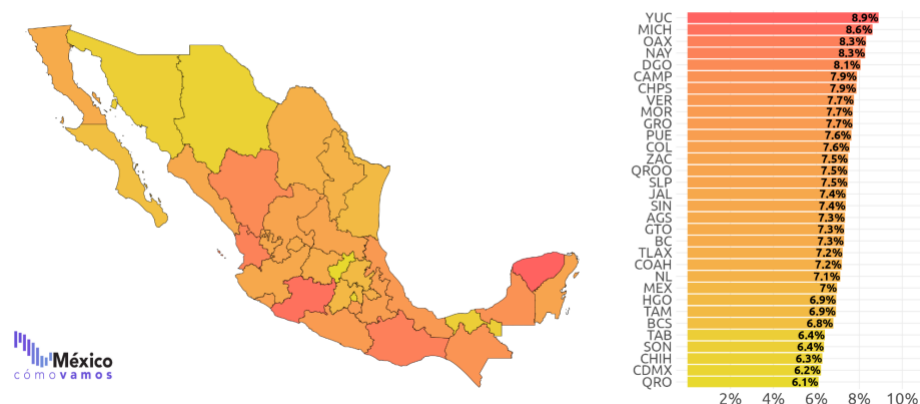 YUC 8.9%
MICH 8.6%
OAX 8.3%
NAY 8.3%
DGO 8.1%
CAMP 7.9%
CHPS 7.9%
VER 7.7%
MOR 7.7%
GRO 7.7%
PUE 7.6%
COL 7.6%
ZAC 7.5%
QROO 7.5%
SLP 7.5%
JAL 7.4%
SIN 7.4%
AGS 7.3%
GTO 7.3%
BC 7.3%
TLAX 7.2%
COAH 7.2%
NL 7.1%
MEX 7%
HGO 6.9%
TAM 6.9%
BCS 6.8%
TAB 6.4%
SON 6.4%
CHIH 6.3%
CDMX 6.2%
QRO 6.1%
2% 4% 6% 8% 10%
México
cómovamos